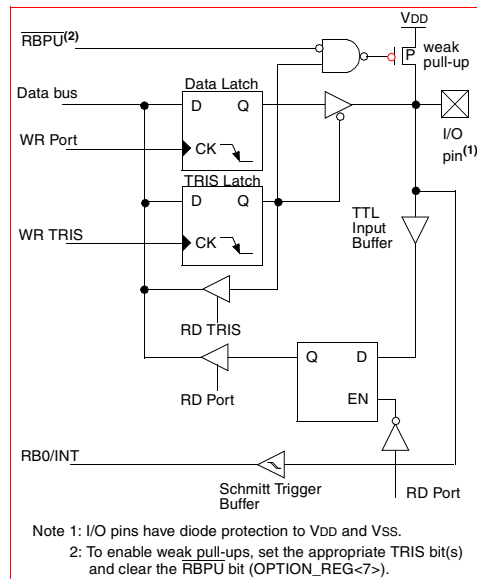 VDD
RBPU(2)
P
weak
pull-up
Data bus
Data Latch
D Q
WR Port
CK
I/O
pin(1)
TRIS Latch
D Q
WR TRIS
CK
TTL
Input
Buffer
RD TRIS
Q D
RD Port
EN
RB0/INT
Schmitt Trigger
Buffer
RD Port
Note 1: I/O pins have diode protection to VDD and VSS.
2: To enable weak pull-ups, set the appropriate TRIS bit(s)
and clear the RBPU bit (OPTION_REG<7>).